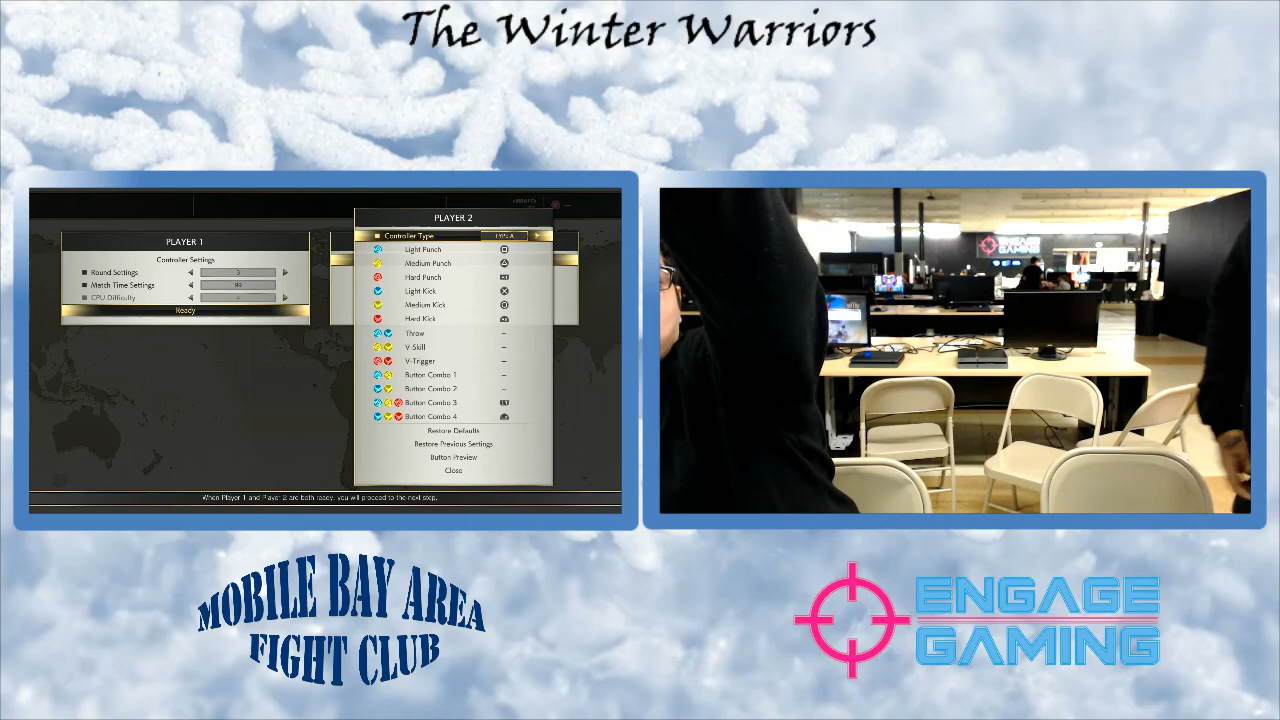 The Winter Warriors
PLAYER 1
Controller Settings
Round Settings 3
Match Time Settings 99
CPU Difficulty 4
Ready
PLAYER 2
Controller Type TYPE A
Light Punch
Medium Punch
Hard Punch
Light Kick
Medium Kick
Hard Kick
Throw
V-Skill
V-Trigger
Button Combo 1
Button Combo 2
Button Combo 3
Button Combo 4
Restore Defaults
Restore Previous Settings
Button Preview
Close
When Player 1 and Player 2 are both ready, you will proceed to the next step.
ENGAGE
GAMING
MOBILE BAY AREA
FIGHT CLUB
ENGAGE
GAMING